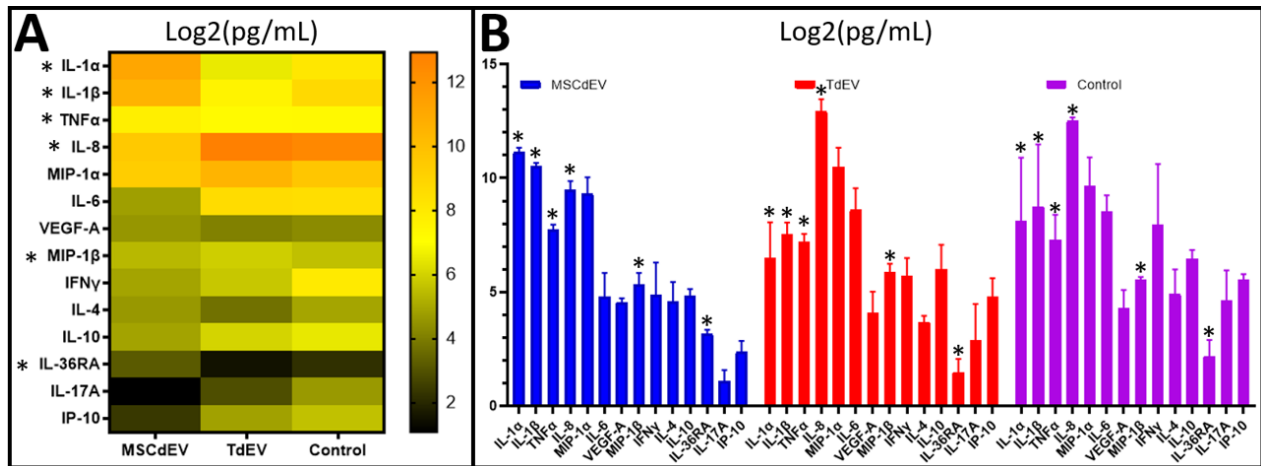 A
Log2(pg/mL)
* IL-1α
* IL-1β
* TNFα
* IL-8
MIP-1α
IL-6
VEGF-A
* MIP-1β
IFNγ
IL-4
IL-10
* IL-36RA
IL-17A
IP-10
MSCdEV TdEV Control
12
10
8
6
4
2
B
Log2(pg/mL)
MSCdEV TdEV Control
15
10
5
0
* * * * * * * * * * * * * * * * * *
IL-1α IL-1β TNFα IL-8 MIP-1α IL-6 VEGF-A MIP-1β IFNγ IL-4 IL-10 IL-36RA IL-17A IP-10
IL-1α IL-1β TNFα IL-8 MIP-1α IL-6 VEGF-A MIP-1β IFNγ IL-4 IL-10 IL-36RA IL-17A IP-10
IL-1α IL-1β TNFα IL-8 MIP-1α IL-6 VEGF-A MIP-1β IFNγ IL-4 IL-10 IL-36RA IL-17A IP-10